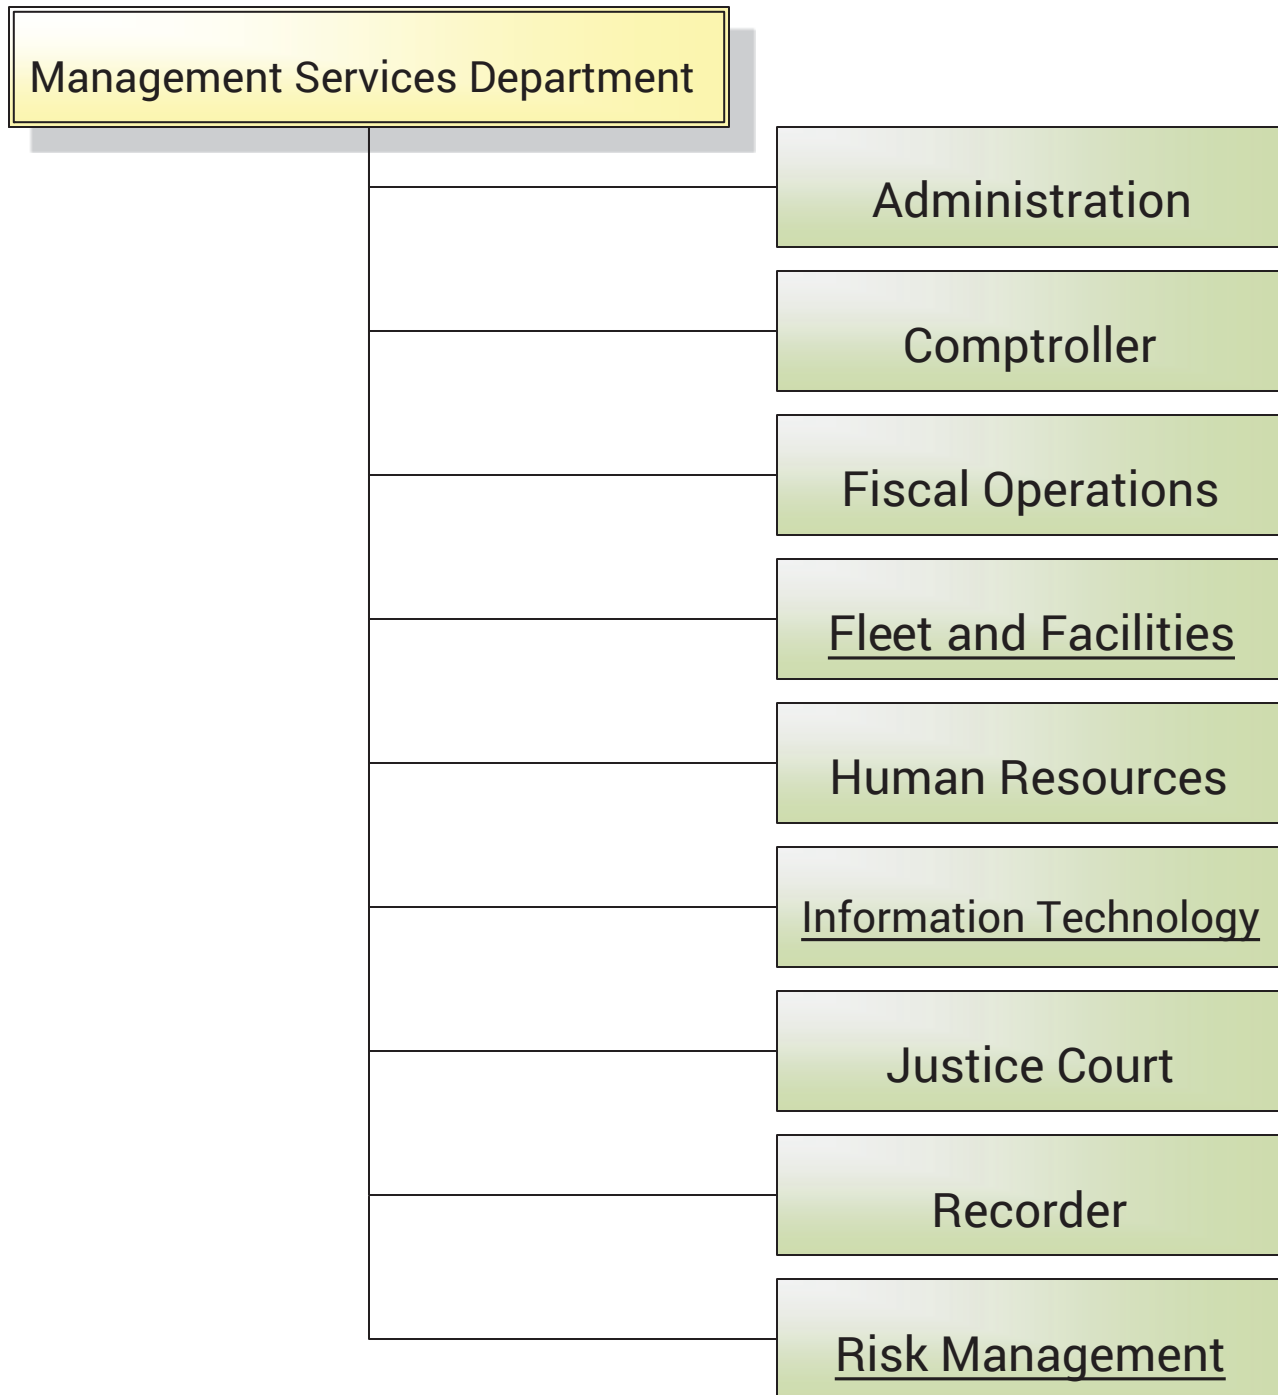 Management Services Department
Administration
Comptroller
Fiscal Operations
Fleet and Facilities
Human Resources
Information Technology
Justice Court
Recorder
Risk Management